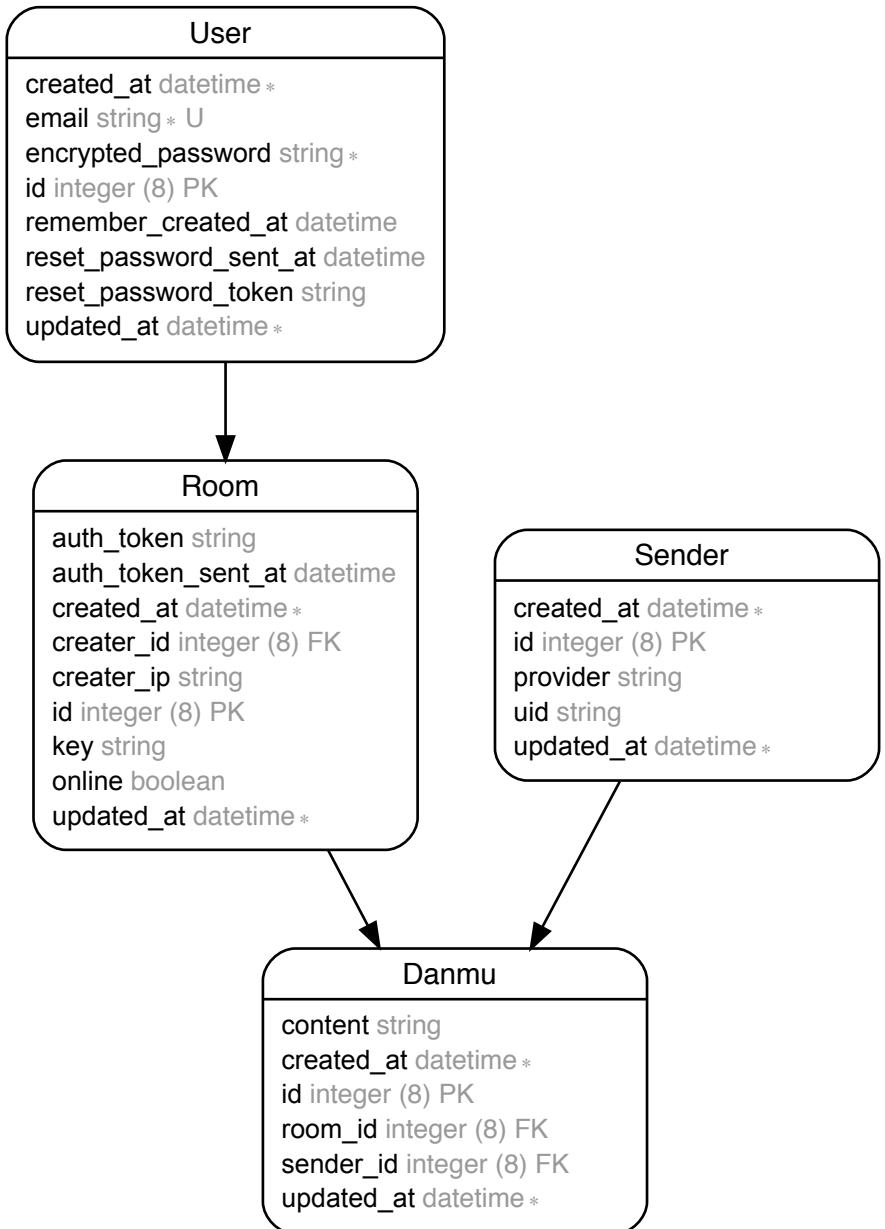 User
created_at datetime *
email string * U
encrypted_password string *
id integer (8) PK
remember_created_at datetime
reset_password_sent_at datetime
reset_password_token string
updated_at datetime *
Room
auth_token string
auth_token_sent_at datetime
created_at datetime *
creater_id integer (8) FK
creater_ip string
id integer (8) PK
key string
online boolean
updated_at datetime *
Sender
created_at datetime *
id integer (8) PK
provider string
uid string
updated_at datetime *
Danmu
content string
created_at datetime *
id integer (8) PK
room_id integer (8) FK
sender_id integer (8) FK
updated_at datetime *